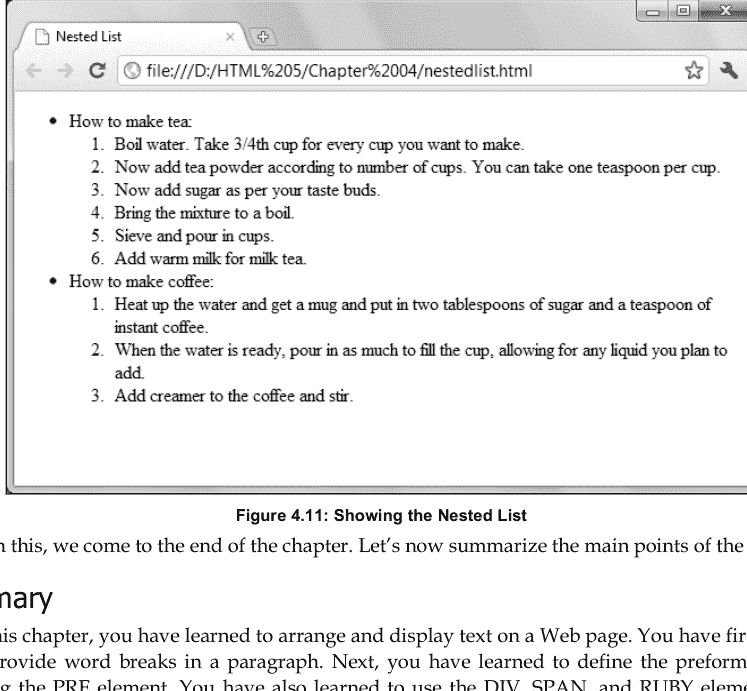 Nested List
file:///D:/HTML%205/Chapter%2004/nestedlist.html
• How to make tea:
1. Boil water. Take 3/4th cup for every cup you want to make.
2. Now add tea powder according to number of cups. You can take one teaspoon per cup.
3. Now add sugar as per your taste buds.
4. Bring the mixture to a boil.
5. Sieve and pour in cups.
6. Add warm milk for milk tea.
• How to make coffee:
1. Heat up the water and get a mug and put in two tablespoons of sugar and a teaspoon of
instant coffee.
2. When the water is ready, pour in as much to fill the cup, allowing for any liquid you plan to
add.
3. Add creamer to the coffee and stir.
Figure 4.11: Showing the Nested List
this, we come to the end of the chapter. Let's now summarize the main points of the
mary
his chapter, you have learned to arrange and display text on a Web page. You have fir
rovide word breaks in a paragraph. Next, you have learned to define the preform
g the PRE element. You have also learned to use the DIV, SPAN, and RUBY eleme